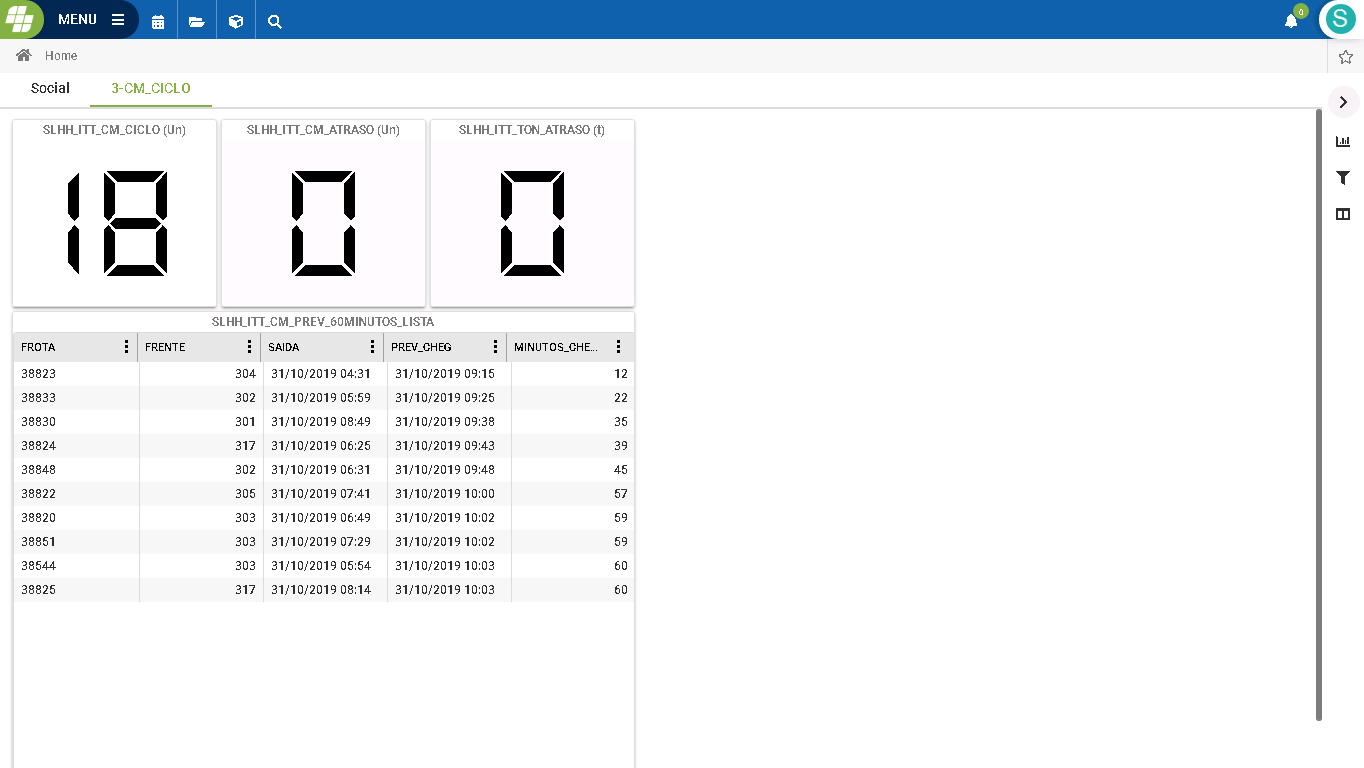 MENU
0
S
Home
Social 3-CM_CICLO
SLHH_ITT_CM_CICLO (Un) SLHH_ITT_CM_ATRASO (Un) SLHH_ITT_TON_ATRASO (t)
18 0 0
SLHH_ITT_CM_PREV_60MINUTOS_LISTA
FROTA FRENTE SAIDA PREV_CHEG MINUTOS_CHE...
38823 304 31/10/2019 04:31 31/10/2019 09:15 12
38833 302 31/10/2019 05:59 31/10/2019 09:25 22
38830 301 31/10/2019 08:49 31/10/2019 09:38 35
38824 317 31/10/2019 06:25 31/10/2019 09:43 39
38848 302 31/10/2019 06:31 31/10/2019 09:48 45
38822 305 31/10/2019 07:41 31/10/2019 10:00 57
38820 303 31/10/2019 06:49 31/10/2019 10:02 59
38851 303 31/10/2019 07:29 31/10/2019 10:02 59
38544 303 31/10/2019 05:54 31/10/2019 10:03 60
38825 317 31/10/2019 08:14 31/10/2019 10:03 60